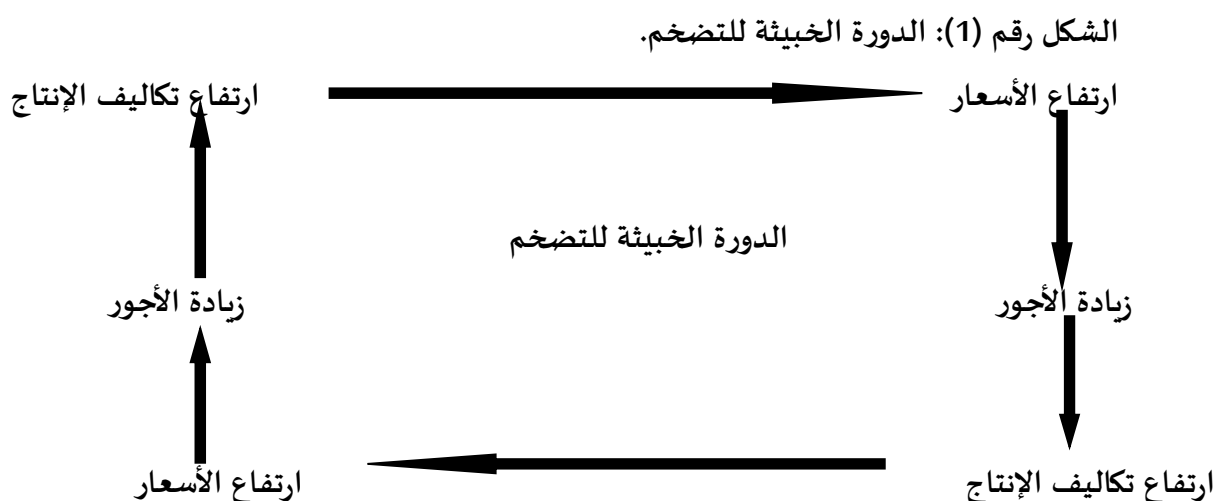 الشكل رقم (1): الدورة الخبيثة للتضخم.
ارتفاع الأسعار
ارتفاع تكاليف الإنتاج
الدورة الخبيثة للتضخم
زيادة الأجور
زيادة الأجور
ارتفاع تكاليف الإنتاج
ارتفاع الأسعار